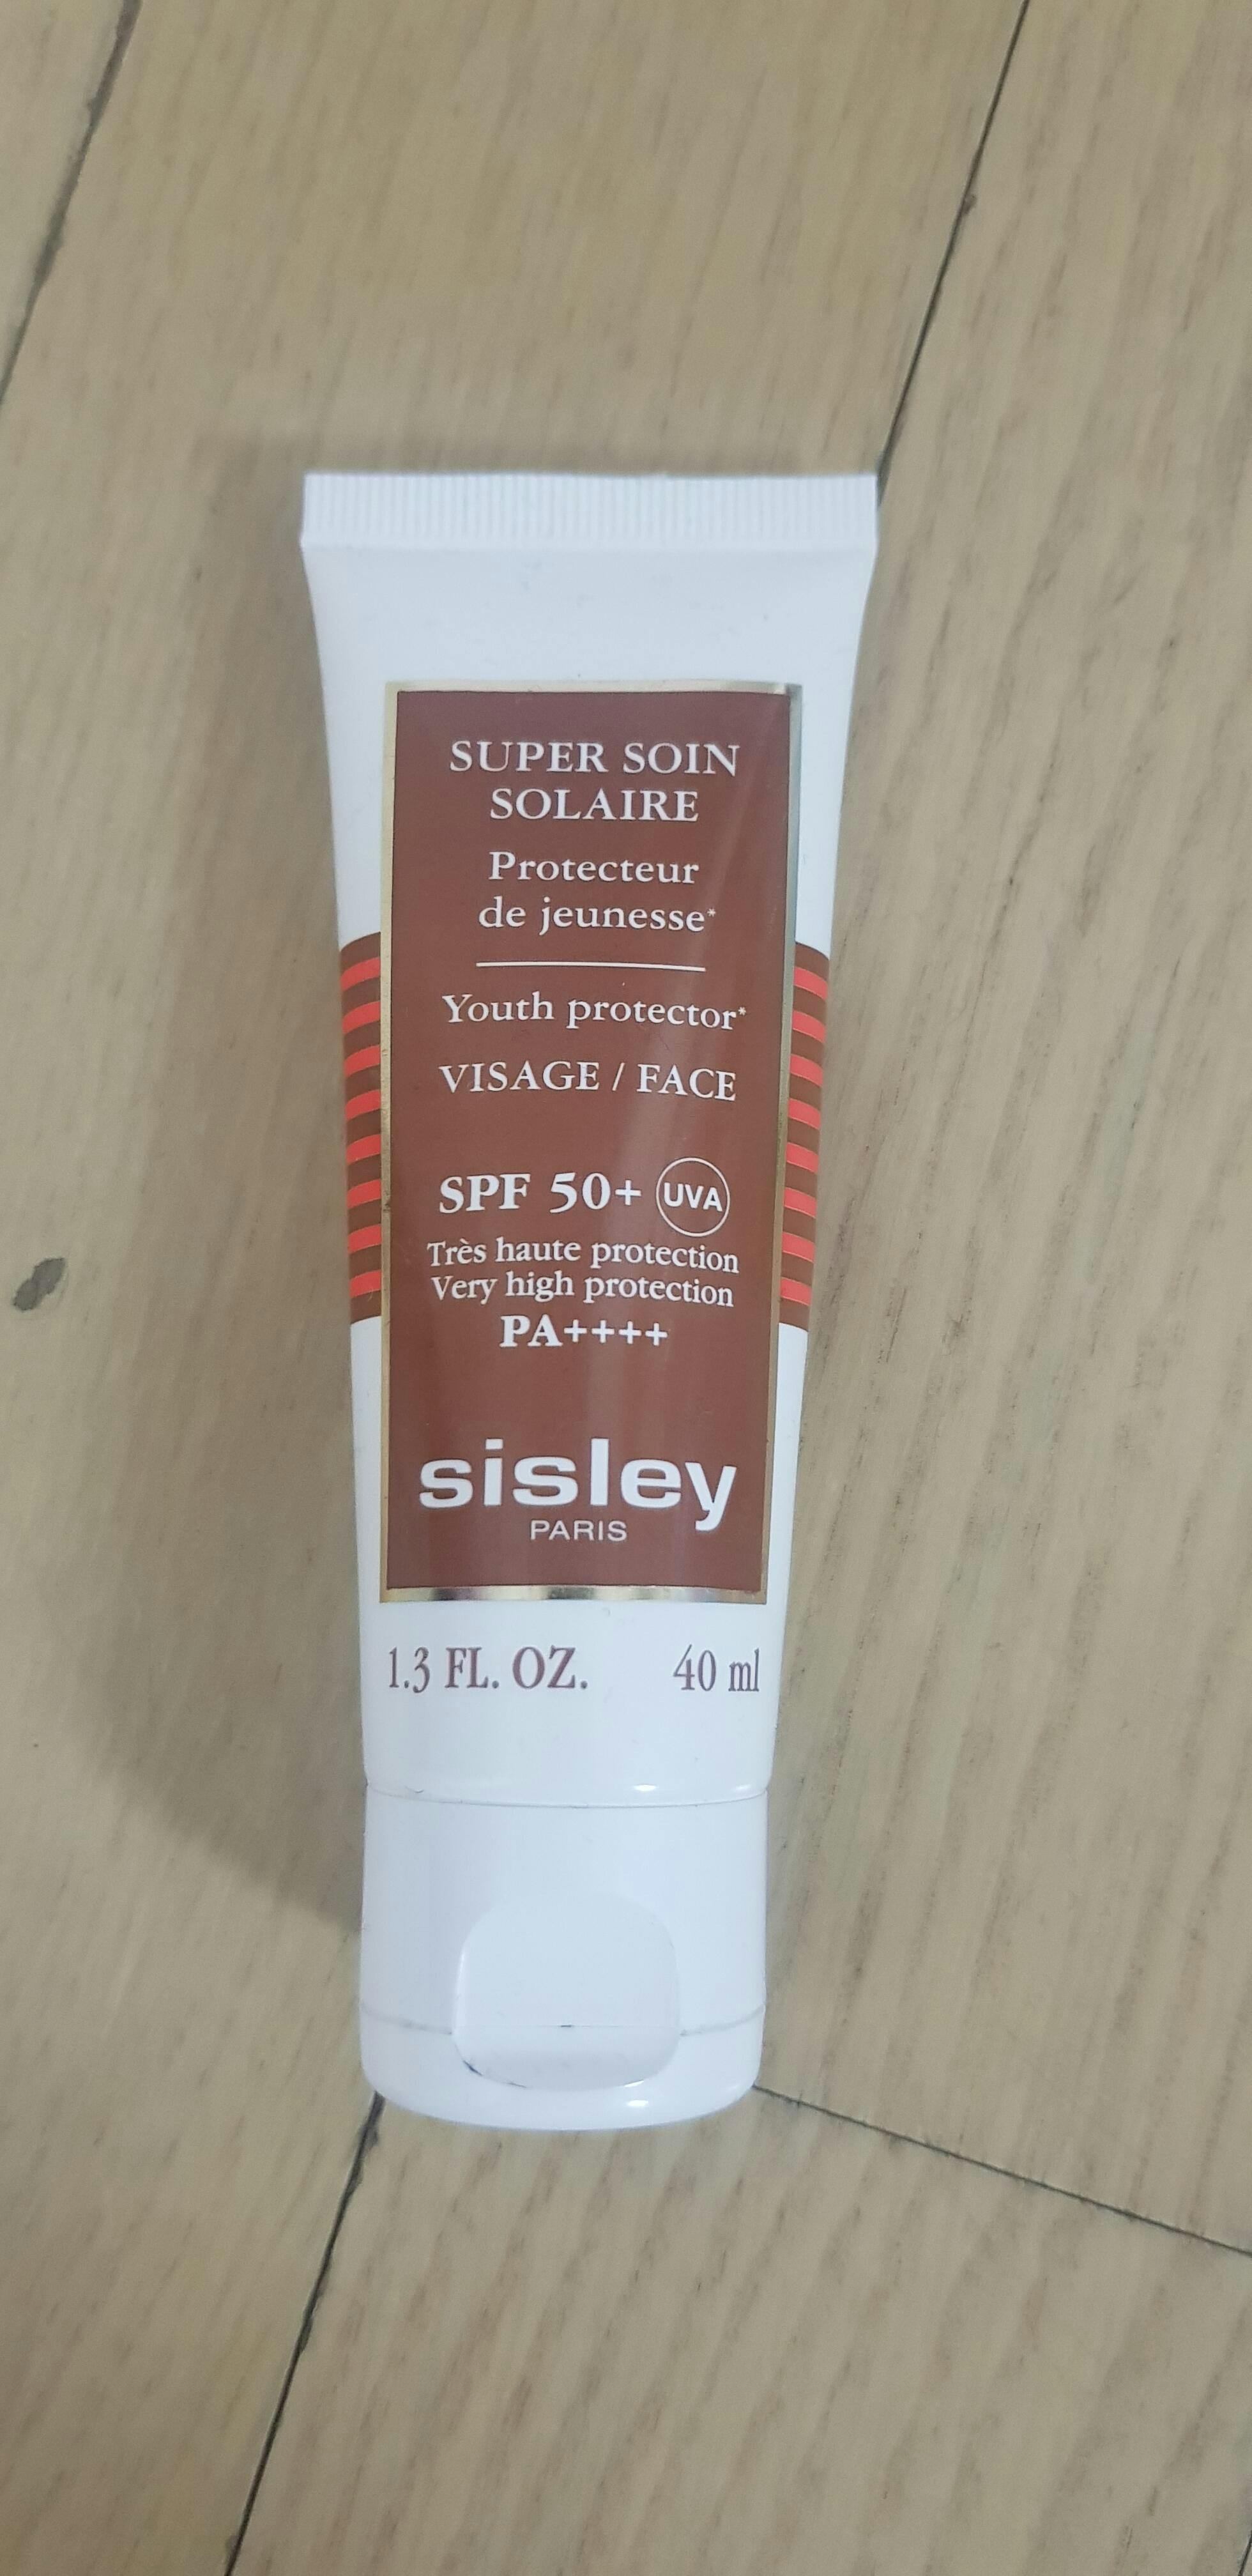 SUPER SOIN
SOLAIRE
Protecteur
de jeunesse*
Youth protector*
VISAGE / FACE
SPF 50+ UVA
Très haute protection
Very high protection
PA++++
sisley
PARIS
1.3 FL. OZ. 40 ml